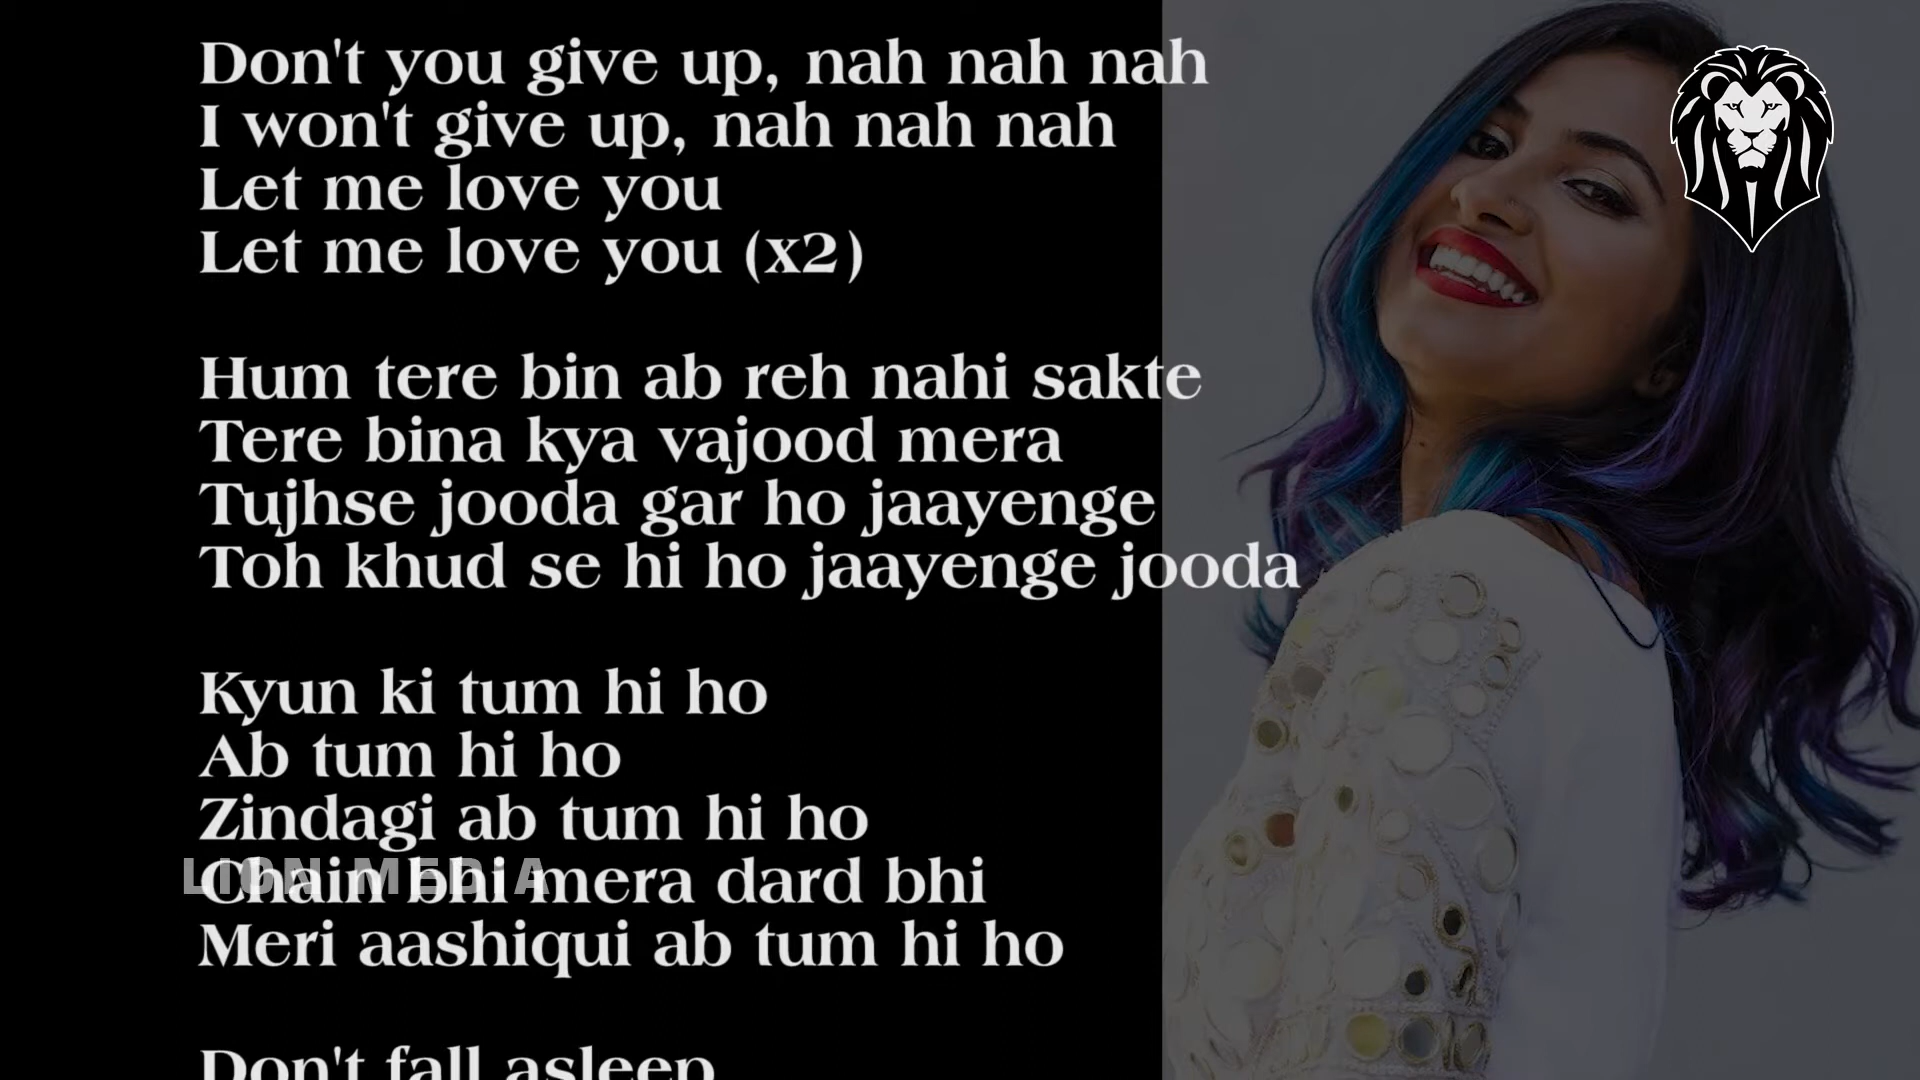 Don't you give up, nah nah nah
I won't give up, nah nah nah
Let me love you
Let me love you (x2)
Hum tere bin ab reh nahi sakte
Tere bina kya vajood mera
Tujhse jooda gar ho jaayenge
Toh khud se hi ho jaayenge jooda
Kyun ki tum hi ho
Ab tum hi ho
Zindagi ab tum hi ho
LION MEDIA
Chain bhi mera dard bhi
Meri aashiqui ab tum hi ho
Don't fall asleep